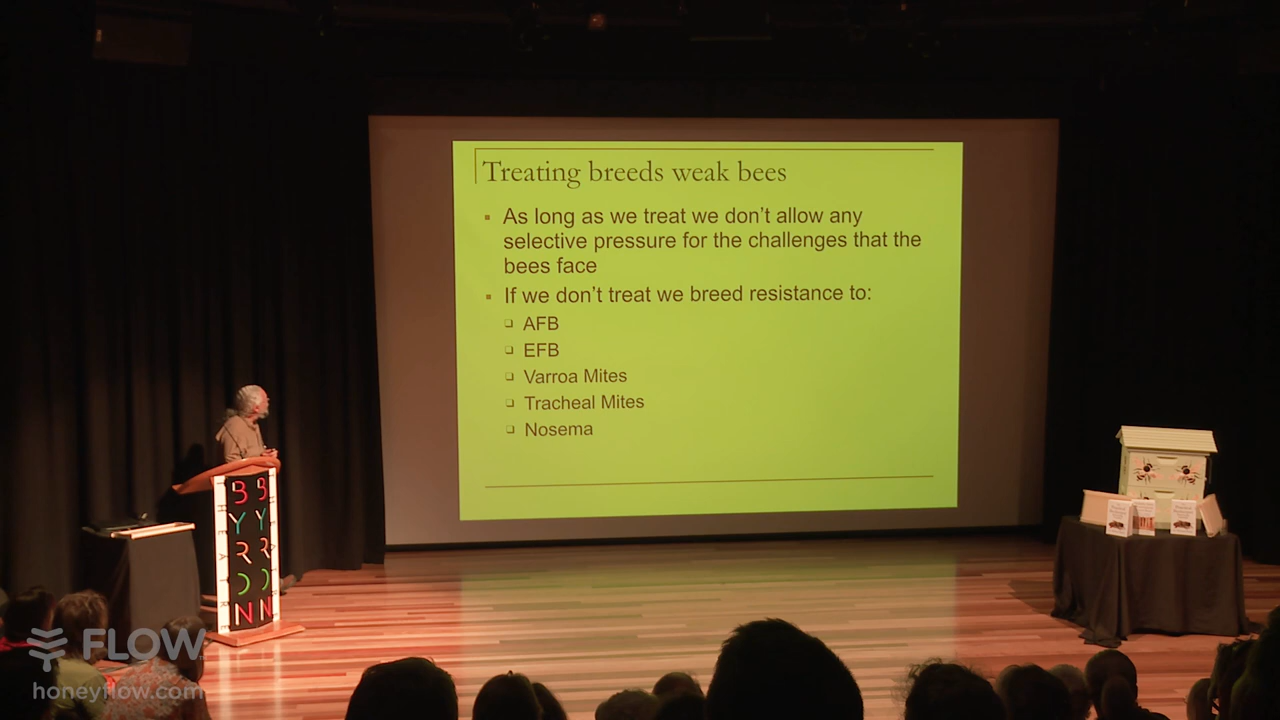 Treating breeds weak bees
As long as we treat we don't allow any
selective pressure for the challenges that the
bees face
If we don't treat we breed resistance to:
AFB
EFB
Varroa Mites
Tracheal Mites
Nosema
BYRON
BYRON
THEATRE
FLOW
honeyflow.com